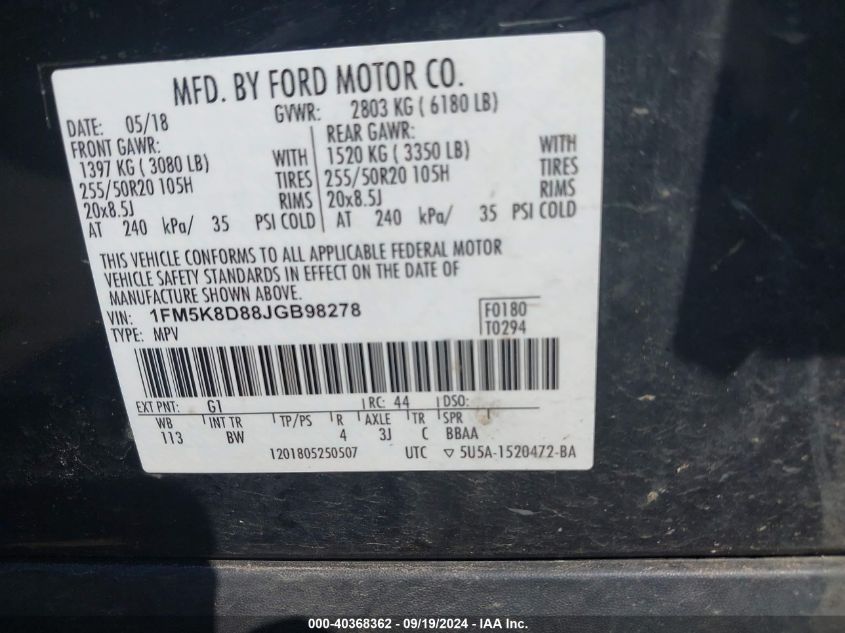 MFD. BY FORD MOTOR CO.
DATE: 05/18 GVWR: 2803 KG ( 6180 LB)
FRONT GAWR: REAR GAWR:
1397 KG ( 3080 LB) WITH 1520 KG ( 3350 LB) WITH
255/50R20 105H TIRES 255/50R20 105H TIRES
20x8.5J RIMS 20x8.5J RIMS
AT 240 kPa/ 35 PSI COLD AT 240 kPa/ 35 PSI COLD
THIS VEHICLE CONFORMS TO ALL APPLICABLE FEDERAL MOTOR
VEHICLE SAFETY STANDARDS IN EFFECT ON THE DATE OF
MANUFACTURE SHOWN ABOVE.
VIN: 1FM5K8D88JGB98278 F0180
TYPE: MPV T0294
EXT PNT: G1 RC: 44 DSO:
WB INT TR TP/PS R AXLE TR SPR
113 BW 4 3J C BBAA
1201805250507 UTC ▽ 5U5A-1520472-BA
000-40368362 - 09/19/2024 - IAA Inc.